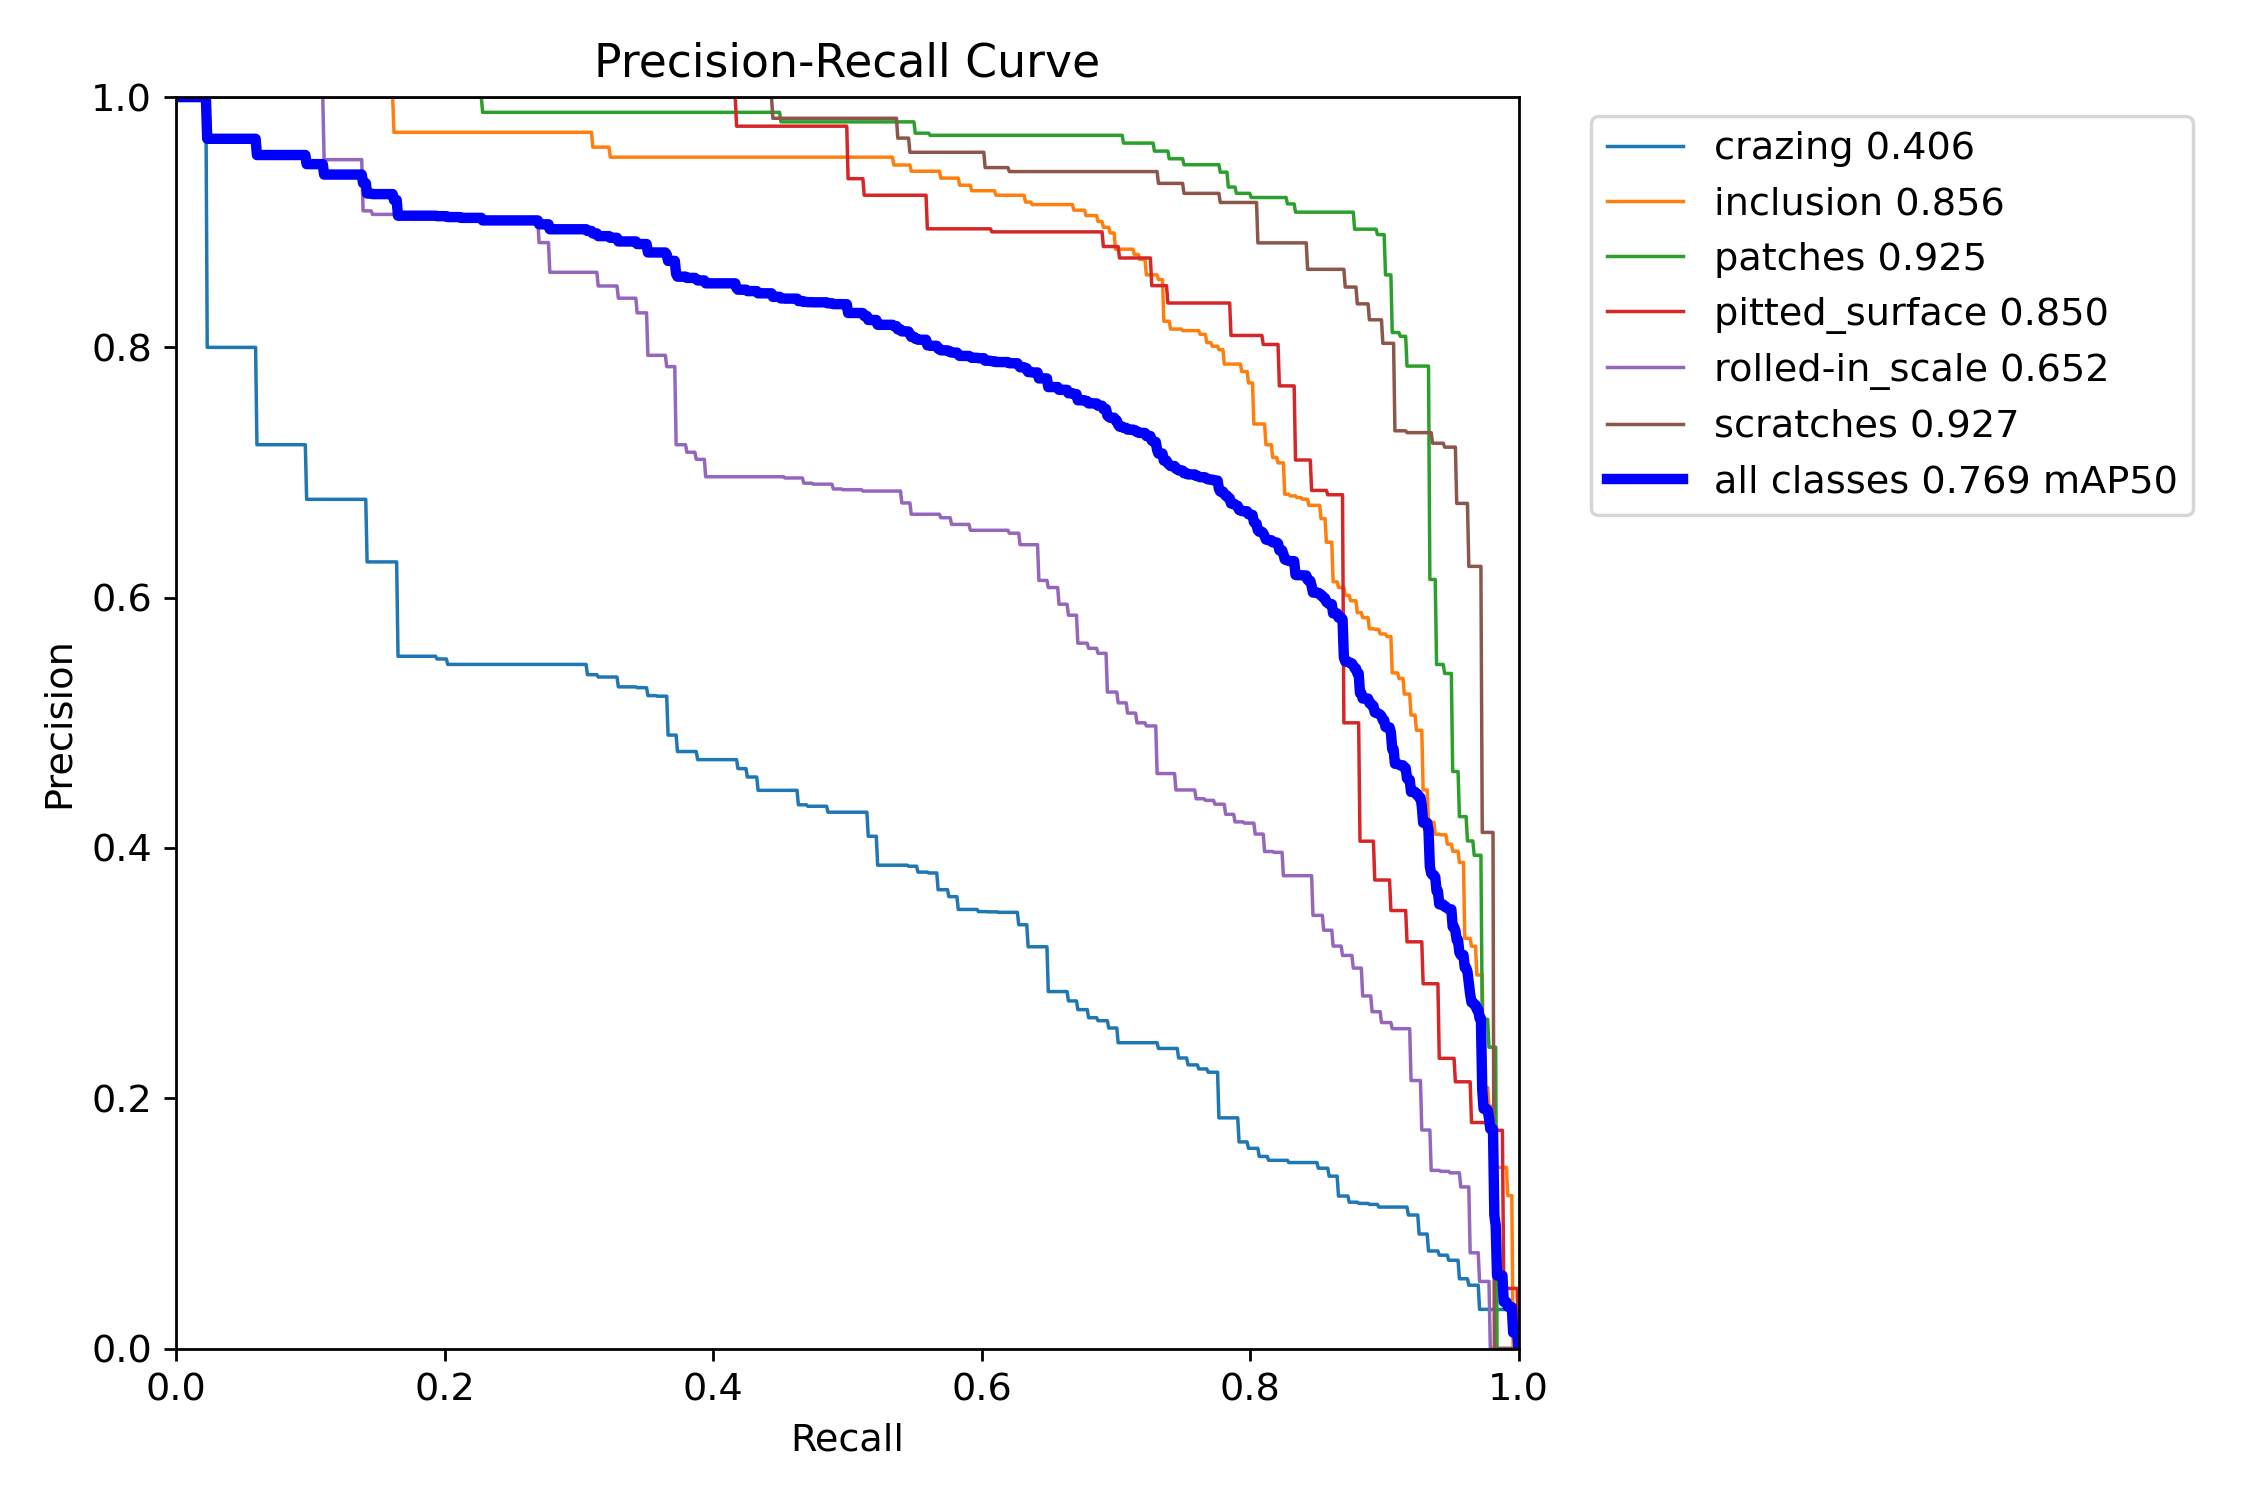 Precision-Recall Curve
1.0
0.8
0.6
0.4
0.2
0.0
Precision
0.0 0.2 0.4 0.6 0.8 1.0
Recall
crazing 0.406
inclusion 0.856
patches 0.925
pitted_surface 0.850
rolled-in_scale 0.652
scratches 0.927
all classes 0.769 mAP50